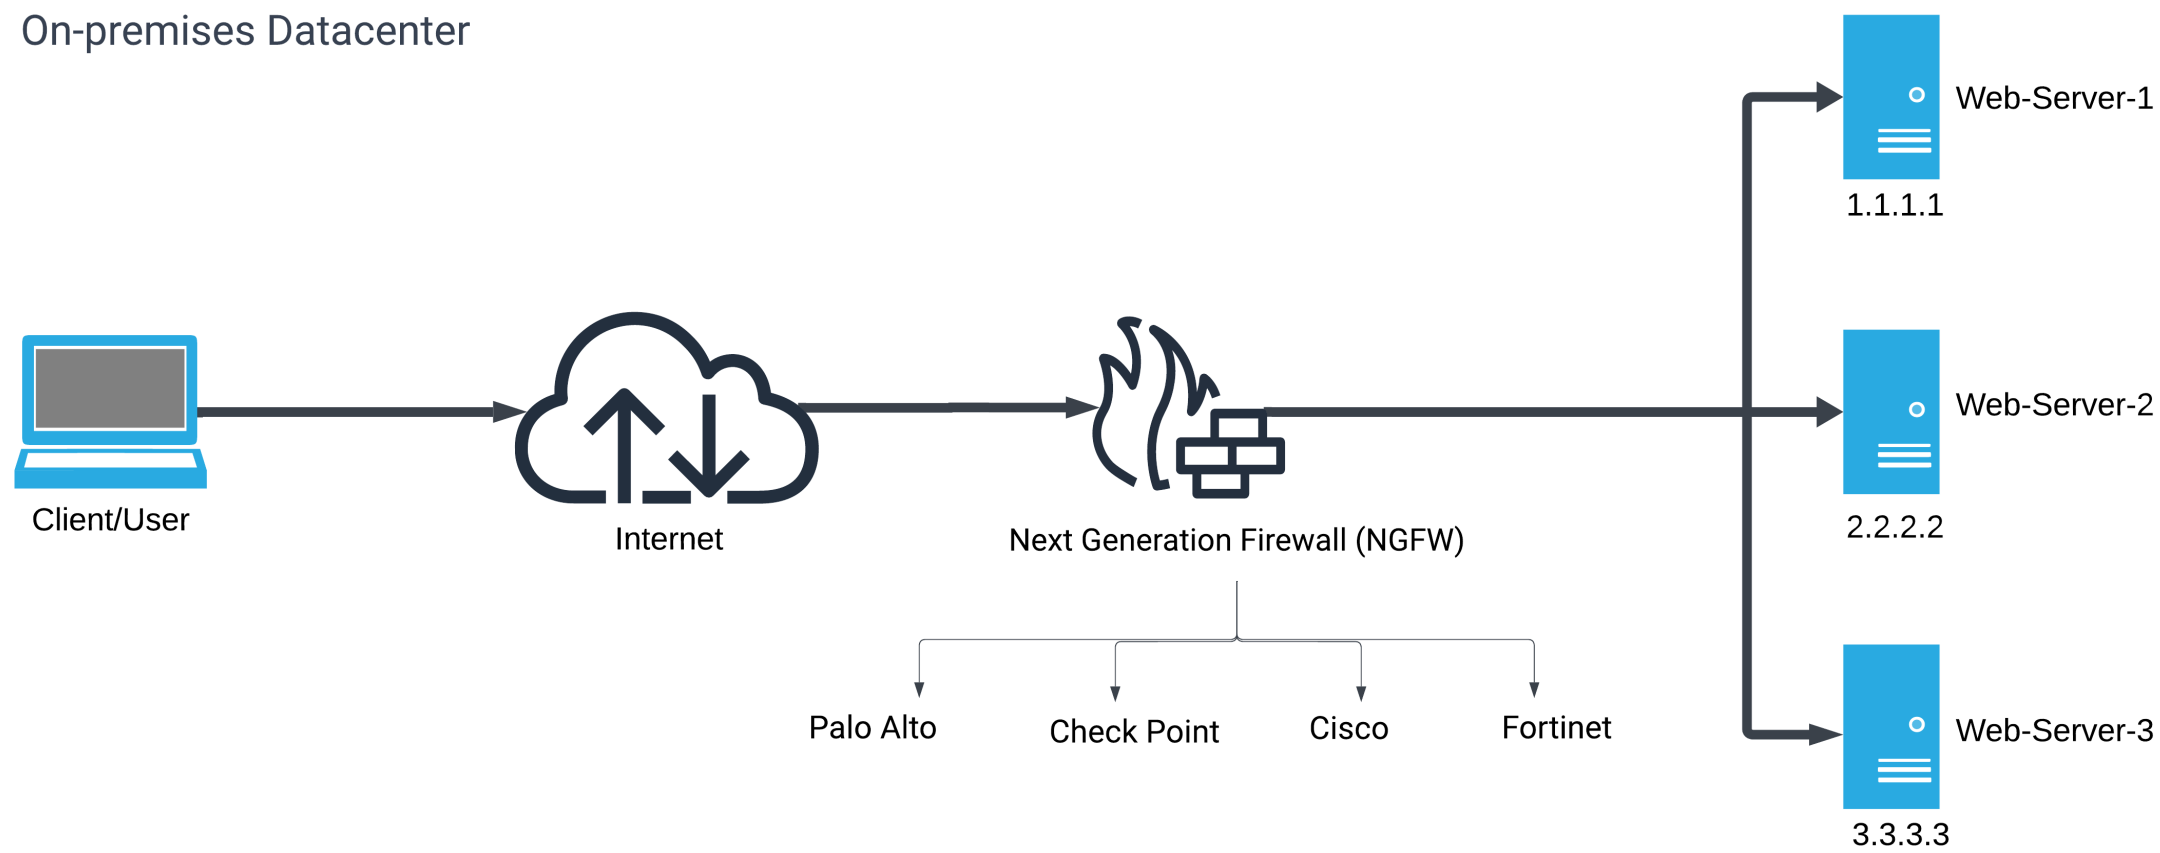 On-premises Datacenter
Web-Server-1
1.1.1.1
Client/User
Internet
Next Generation Firewall (NGFW)
Web-Server-2
2.2.2.2
Palo Alto
Check Point
Cisco
Fortinet
Web-Server-3
3.3.3.3